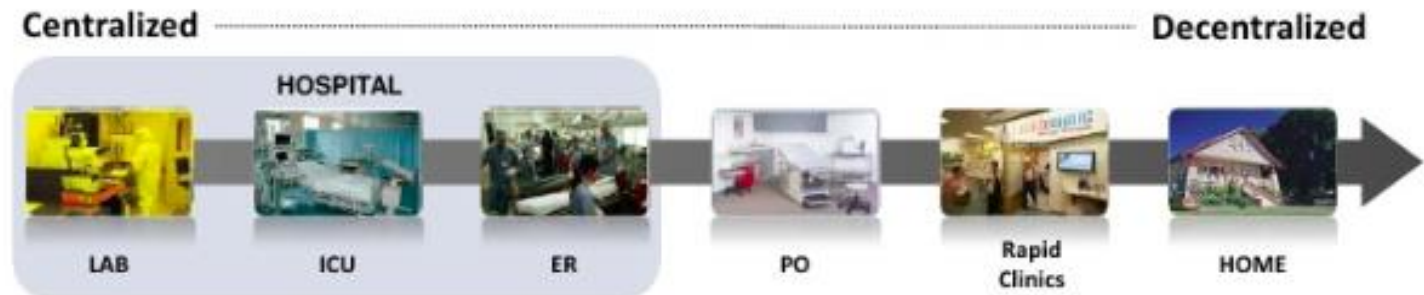 Centralized
Decentralized
HOSPITAL
LAB
ICU
ER
PO
Rapid
Clinics
HOME